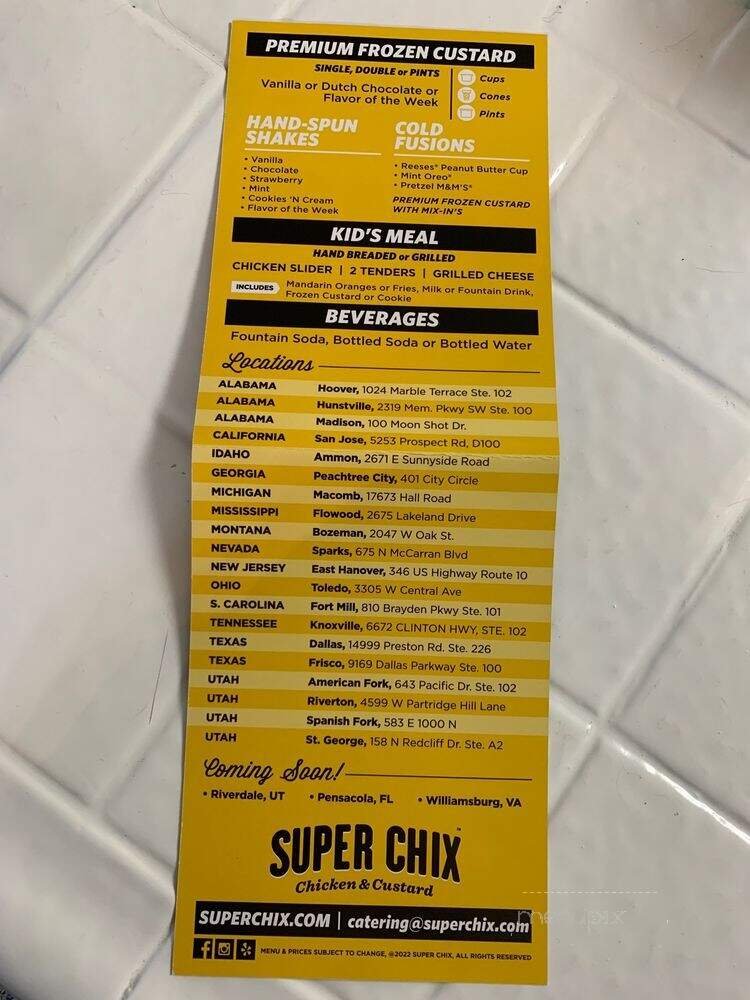 PREMIUM FROZEN CUSTARD
SINGLE, DOUBLE or PINTS
Vanilla or Dutch Chocolate or
Flavor of the Week
Cups
Cones
Pints
HAND-SPUN
SHAKES
• Vanilla
• Chocolate
• Strawberry
• Mint
• Cookies 'N Cream
• Flavor of the Week
COLD
FUSIONS
• Reeses® Peanut Butter Cup
• Mint Oreo®
• Pretzel M&M'S®
PREMIUM FROZEN CUSTARD
WITH MIX-IN'S
KID'S MEAL
HAND BREADED or GRILLED
CHICKEN SLIDER | 2 TENDERS | GRILLED CHEESE
INCLUDES Mandarin Oranges or Fries, Milk or Fountain Drink,
Frozen Custard or Cookie
BEVERAGES
Fountain Soda, Bottled Soda or Bottled Water
Locations
ALABAMA Hoover, 1024 Marble Terrace Ste. 102
ALABAMA Hunstville, 2319 Mem. Pkwy SW Ste. 100
ALABAMA Madison, 100 Moon Shot Dr.
CALIFORNIA San Jose, 5253 Prospect Rd, D100
IDAHO Ammon, 2671 E Sunnyside Road
GEORGIA Peachtree City, 401 City Circle
MICHIGAN Macomb, 17673 Hall Road
MISSISSIPPI Flowood, 2675 Lakeland Drive
MONTANA Bozeman, 2047 W Oak St.
NEVADA Sparks, 675 N McCarran Blvd
NEW JERSEY East Hanover, 346 US Highway Route 10
OHIO Toledo, 3305 W Central Ave
S. CAROLINA Fort Mill, 810 Brayden Pkwy Ste. 101
TENNESSEE Knoxville, 6672 CLINTON HWY, STE. 102
TEXAS Dallas, 14999 Preston Rd. Ste. 226
TEXAS Frisco, 9169 Dallas Parkway Ste. 100
UTAH American Fork, 643 Pacific Dr. Ste. 102
UTAH Riverton, 4599 W Partridge Hill Lane
UTAH Spanish Fork, 583 E 1000 N
UTAH St. George, 158 N Redcliff Dr. Ste. A2
Coming Soon!
• Riverdale, UT • Pensacola, FL • Williamsburg, VA
SUPER CHIX™
Chicken & Custard
SUPERCHIX.COM | catering@superchix.com
menupix
MENU & PRICES SUBJECT TO CHANGE, @2022 SUPER CHIX, ALL RIGHTS RESERVED